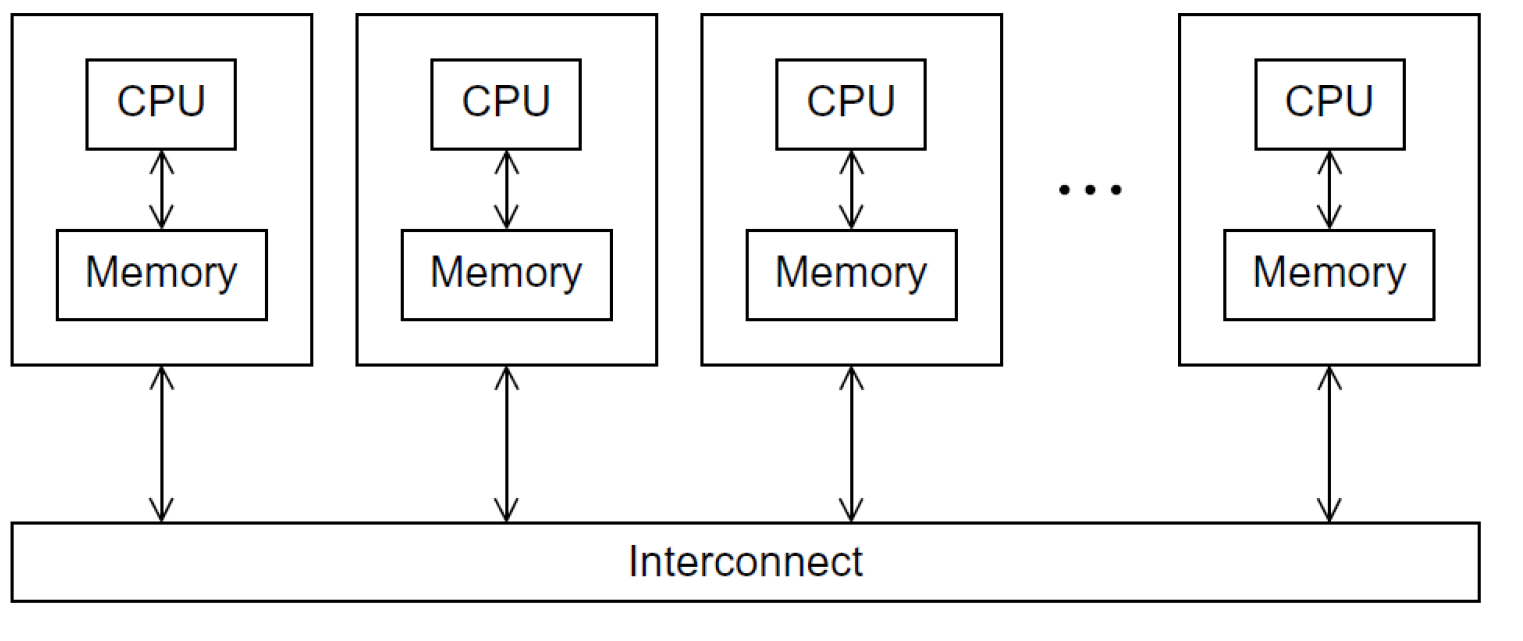 CPU
CPU
CPU
CPU
...
Memory
Memory
Memory
Memory
Interconnect